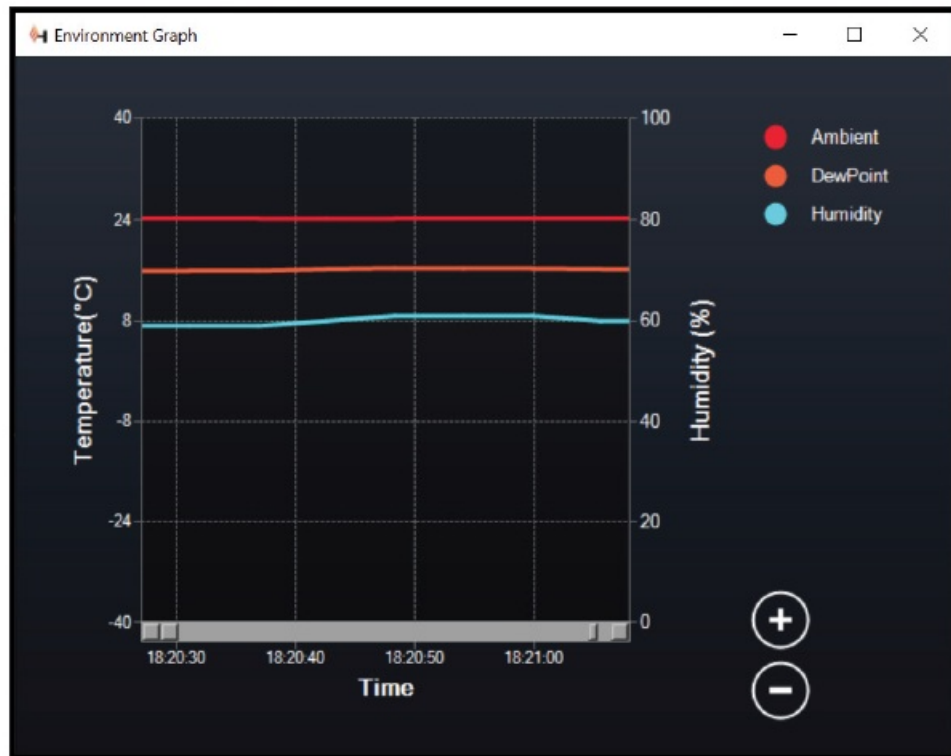 Environment Graph
40
24
8
-8
-24
-40
Temperature(°C)
100
80
60
40
20
0
Humidity (%)
18:20:30
18:20:40
18:20:50
18:21:00
Time
Ambient
DewPoint
Humidity